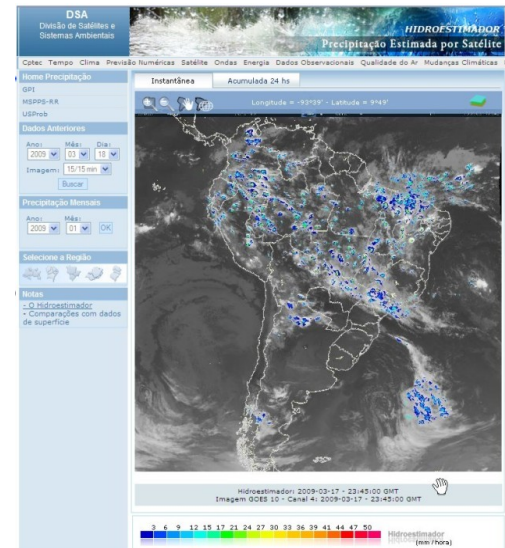 DSA
Divisão de Satélites e
Sistemas Ambientais
HIDROESTIMADOR
Precipitação Estimada por Satélite
Cptec Tempo Clima Previsão Numéricas Satélite Ondas Energia Dados Observacionais Qualidade do Ar Mudanças Climáticas
Home Precipitação
GPI
MSPPS-RR
USProb
Dados Anteriores
Ano: Mês: Dia:
2009 03 18
Imagem: 15/15 min
Buscar
Precipitação Mensais
Ano: Mês:
2009 01 OK
Selecione a Região
Notas
- O Hidroestimador
- Comparações com dados
de superfície
Instantânea Acumulada 24 hs
Longitude = -93°39' - Latitude = 9°49'
Hidroestimador: 2009-03-17 - 23:45:00 GMT
Imagem GOES 10 - Canal 4: 2009-03-17 - 23:45:00 GMT
3 6 9 12 15 17 21 24 27 30 33 36 39 41 44 47 50
Hidroestimador
(mm/hora)